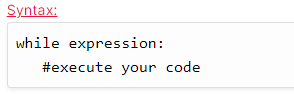 Syntax:
while expression:
   #execute your code